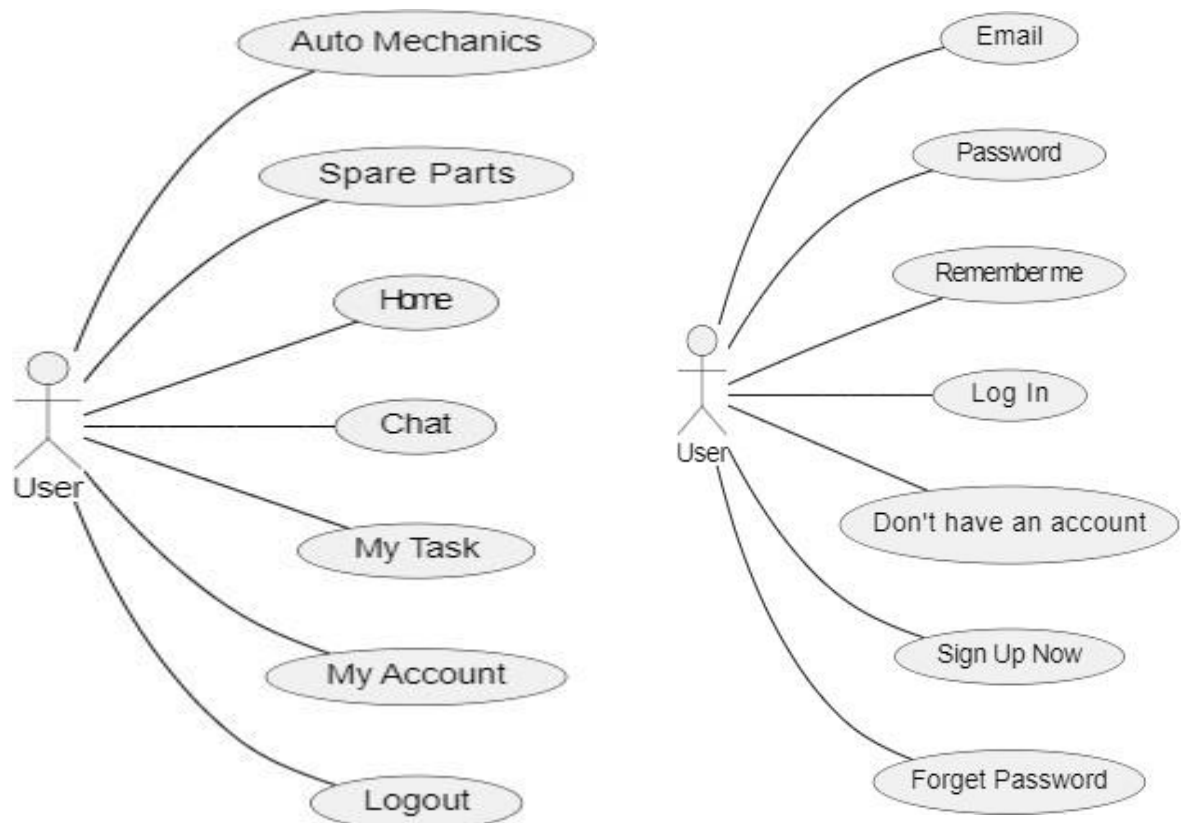 Auto Mechanics
Spare Parts
Home
Chat
My Task
My Account
Logout
User
Email
Password
Remember me
Log In
Don't have an account
Sign Up Now
Forget Password
User